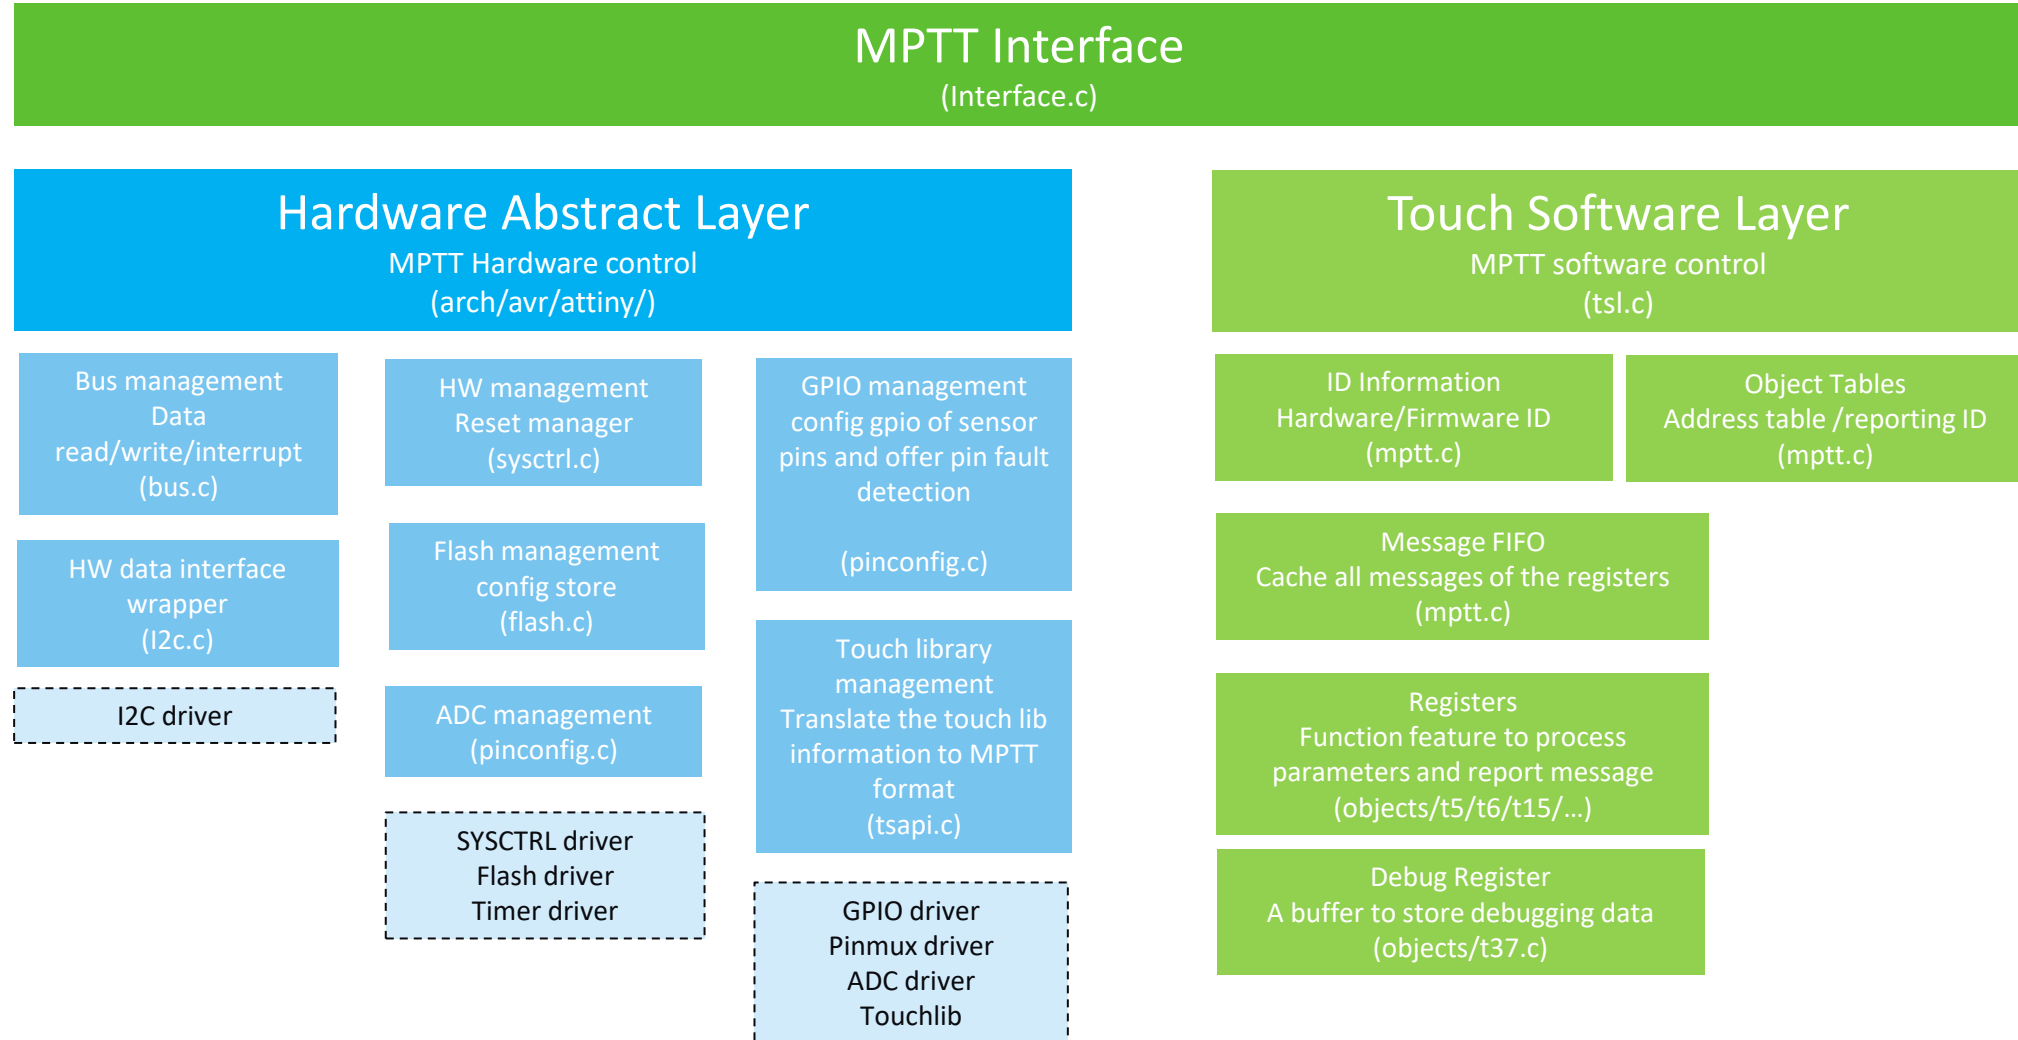 MPTT Interface
(Interface.c)
Hardware Abstract Layer
MPTT Hardware control
(arch/avr/attiny/)
Bus management
Data
read/write/interrupt
(bus.c)
HW data interface
wrapper
(I2c.c)
I2C driver
HW management
Reset manager
(sysctrl.c)
Flash management
config store
(flash.c)
ADC management
(pinconfig.c)
SYSCTRL driver
Flash driver
Timer driver
GPIO management
config gpio of sensor
pins and offer pin fault
detection
(pinconfig.c)
Touch library
management
Translate the touch lib
information to MPTT
format
(tsapi.c)
GPIO driver
Pinmux driver
ADC driver
Touchlib
Touch Software Layer
MPTT software control
(tsl.c)
ID Information
Hardware/Firmware ID
(mptt.c)
Object Tables
Address table /reporting ID
(mptt.c)
Message FIFO
Cache all messages of the registers
(mptt.c)
Registers
Function feature to process
parameters and report message
(objects/t5/t6/t15/…)
Debug Register
A buffer to store debugging data
(objects/t37.c)